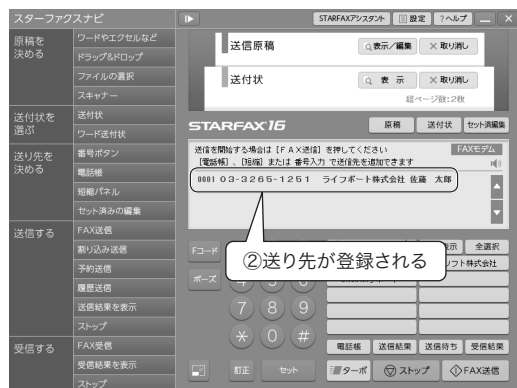 スターファクスナビ
STARFAXアシスタント
設定
?ヘルプ
原稿を
決める
ワードやエクセルなど
ドラッグ&ドロップ
ファイルの選択
スキャナー
送付状を
選ぶ
送付状
ワード送付状
送り先を
決める
番号ボタン
電話帳
短縮パネル
セット済みの編集
送信する
FAX送信
割り込み送信
予約送信
履歴送信
送信結果を表示
ストップ
受信する
FAX受信
受信結果を表示
ストップ
送信原稿
表示/編集
取り消し
送付状
表 示
取り消し
総ページ数:2枚
STARFAX16
原稿
送付状
セット済編集
送信を開始する場合は [FAX送信] を押してください
[電話帳]、[短縮] または 番号入力 で送信先を追加できます
FAXモデム
0001 03-3265-1251 ライフボート株式会社 佐藤 太郎
②送り先が登録される
Fコード
示
全選択
ポーズ
ソフト株式会社
7 8 9
* 0 #
電話帳
送信結果
送信待ち
受信結果
訂正
セット
ターボ
ストップ
FAX送信